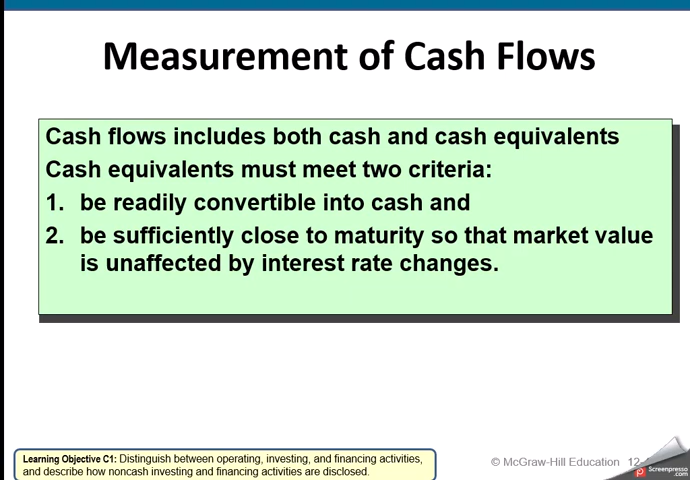 Measurement of Cash Flows
Cash flows includes both cash and cash equivalents
Cash equivalents must meet two criteria:
1. be readily convertible into cash and
2. be sufficiently close to maturity so that market value
is unaffected by interest rate changes.
Learning Objective C1: Distinguish between operating, investing, and financing activities,
and describe how noncash investing and financing activities are disclosed.
© McGraw-Hill Education 12-
Screenpresso
.com